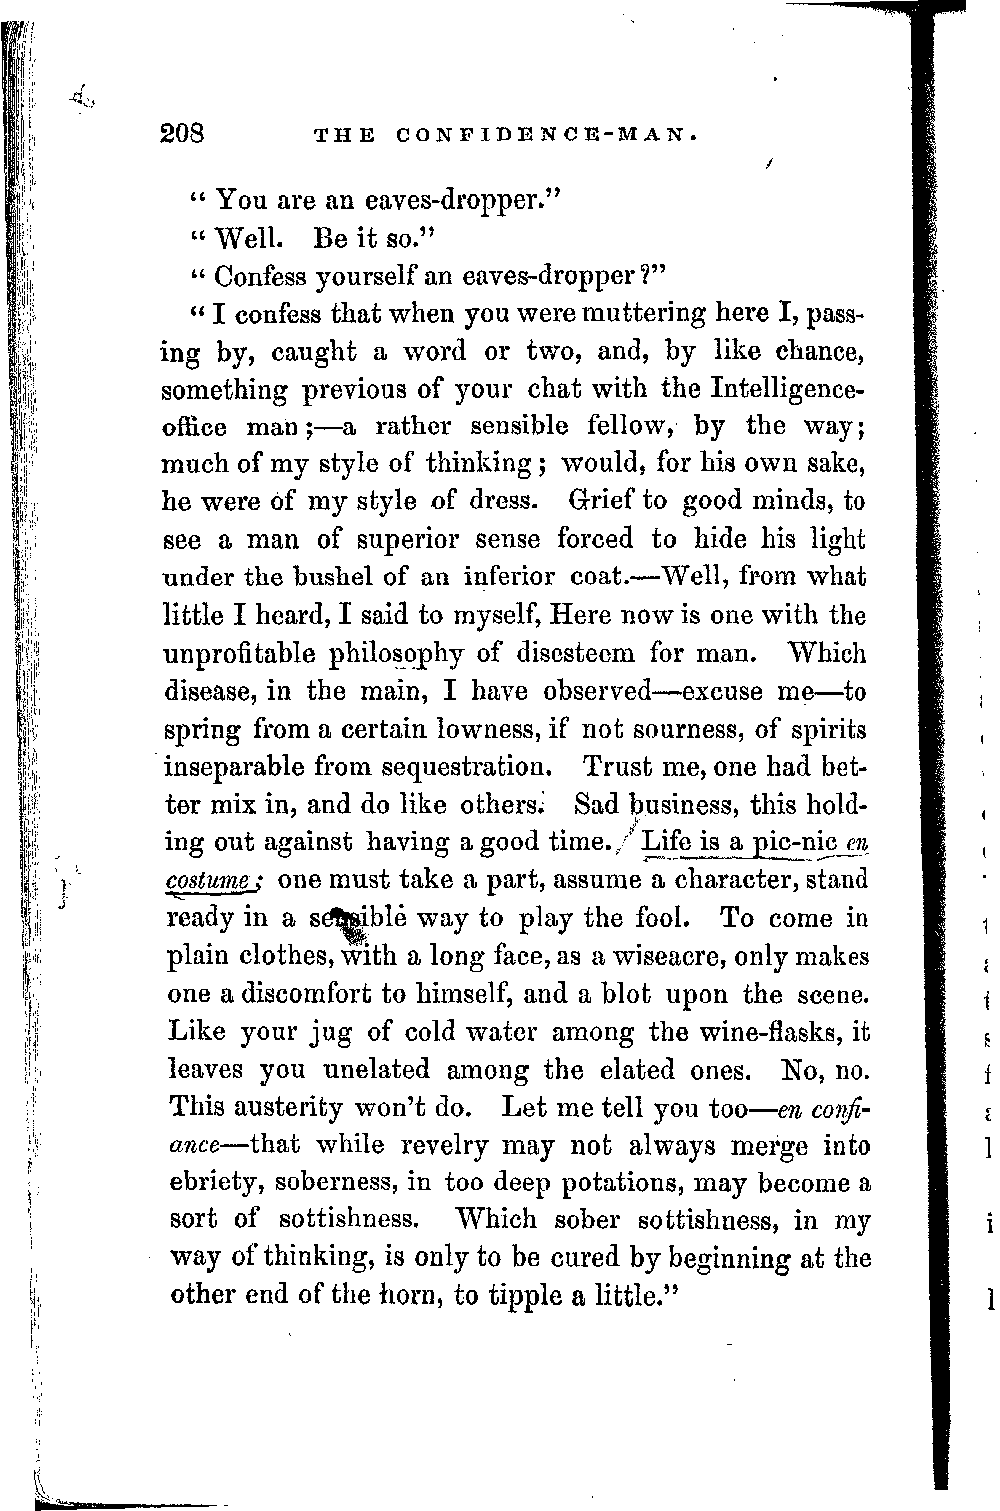 208 THE CONFIDENCE-MAN.
“ You are an eaves-dropper.”
“ Well. Be it so.”
“ Confess yourself an eaves-dropper ?”
“ I confess that when you were muttering here I, pass-
ing by, caught a word or two, and, by like chance,
something previous of your chat with the Intelligence-
office man ;—a rather sensible fellow, by the way;
much of my style of thinking ; would, for his own sake,
he were of my style of dress. Grief to good minds, to
see a man of superior sense forced to hide his light
under the bushel of an inferior coat.—Well, from what
little I heard, I said to myself, Here now is one with the
unprofitable philosophy of disesteem for man. Which
disease, in the main, I have observed—excuse me—to
spring from a certain lowness, if not sourness, of spirits
inseparable from sequestration. Trust me, one had bet-
ter mix in, and do like others. Sad business, this hold-
ing out against having a good time. Life is a pic-nic en
costume ; one must take a part, assume a character, stand
ready in a sensible way to play the fool. To come in
plain clothes, with a long face, as a wiseacre, only makes
one a discomfort to himself, and a blot upon the scene.
Like your jug of cold water among the wine-flasks, it
leaves you unelated among the elated ones. No, no.
This austerity won’t do. Let me tell you too—en confi-
ance—that while revelry may not always merge into
ebriety, soberness, in too deep potations, may become a
sort of sottishness. Which sober sottishness, in my
way of thinking, is only to be cured by beginning at the
other end of the horn, to tipple a little.”